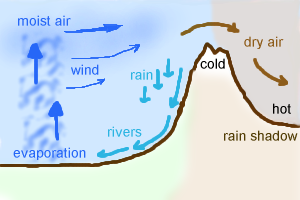 moist air
dry air
wind
rain
cold
hot
rivers
rain shadow
evaporation